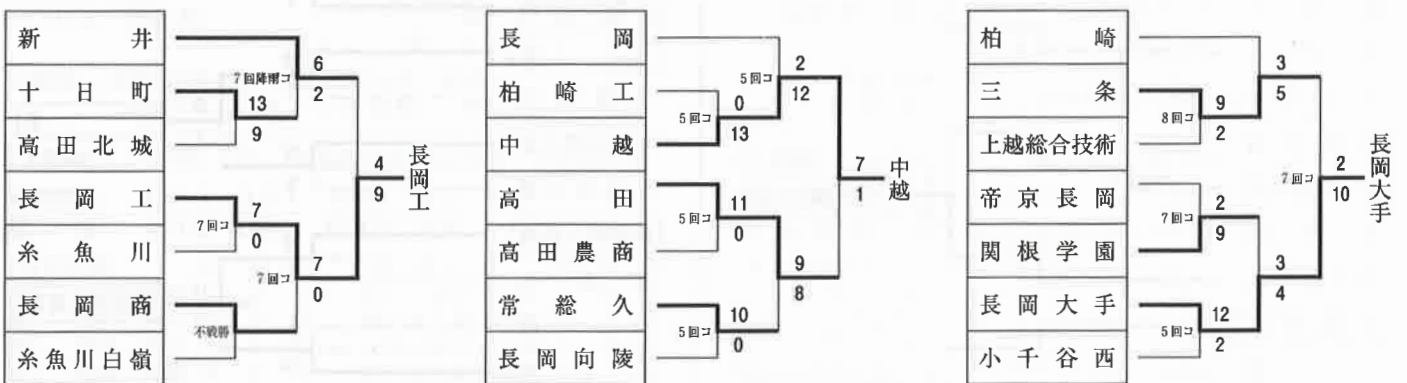 新井
十日町
高田北城
長岡工
糸魚川
長岡商
糸魚川白嶺
7回降雨コ
13
9
6
2
7回コ
7
0
不戦勝
7回コ
7
0
4
9
長岡工
長岡
柏崎工
中越
高田
高田農商
常総久
長岡向陵
5回コ
0
13
5回コ
2
12
5回コ
11
0
5回コ
10
0
9
8
7
1
中越
柏崎
三条
上越総合技術
帝京長岡
関根学園
長岡大手
小千谷西
8回コ
9
2
3
5
7回コ
2
9
5回コ
12
2
3
4
7回コ
2
10
長岡大手